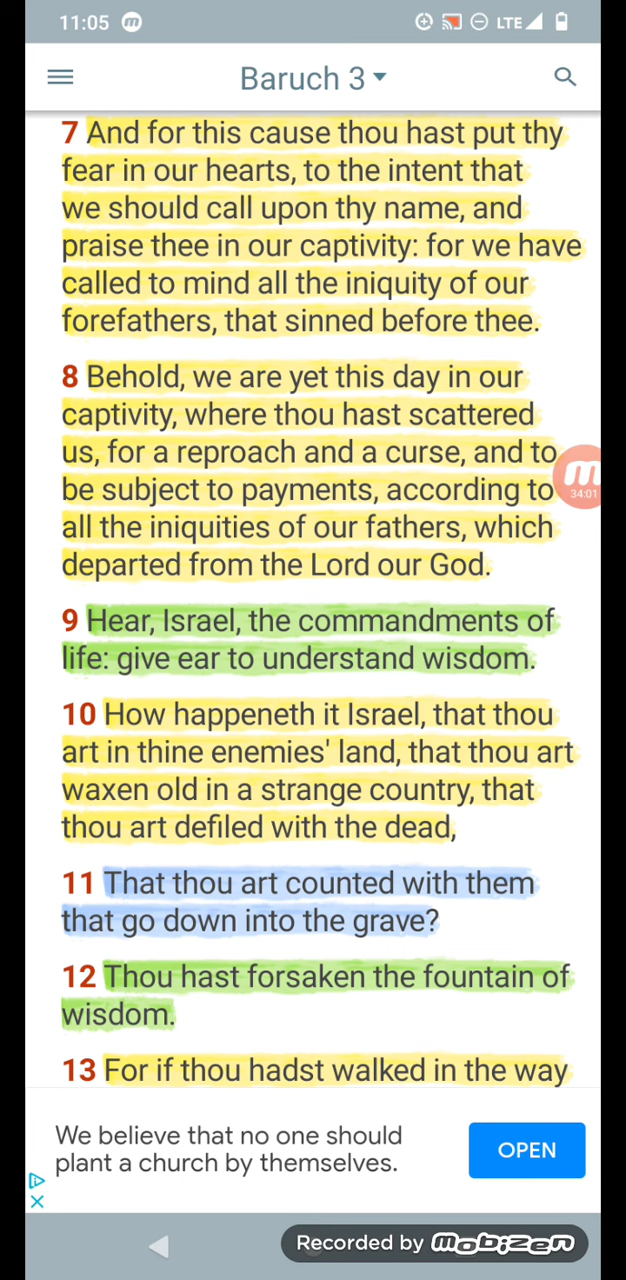 11:05 m LTE
Baruch 3
7 And for this cause thou hast put thy
fear in our hearts, to the intent that
we should call upon thy name, and
praise thee in our captivity: for we have
called to mind all the iniquity of our
forefathers, that sinned before thee.
8 Behold, we are yet this day in our
captivity, where thou hast scattered
us, for a reproach and a curse, and to
be subject to payments, according to
all the iniquities of our fathers, which
departed from the Lord our God.
m
34:01
9 Hear, Israel, the commandments of
life: give ear to understand wisdom.
10 How happeneth it Israel, that thou
art in thine enemies' land, that thou art
waxen old in a strange country, that
thou art defiled with the dead,
11 That thou art counted with them
that go down into the grave?
12 Thou hast forsaken the fountain of
wisdom.
13 For if thou hadst walked in the way
We believe that no one should
plant a church by themselves.
OPEN
Recorded by mobizen